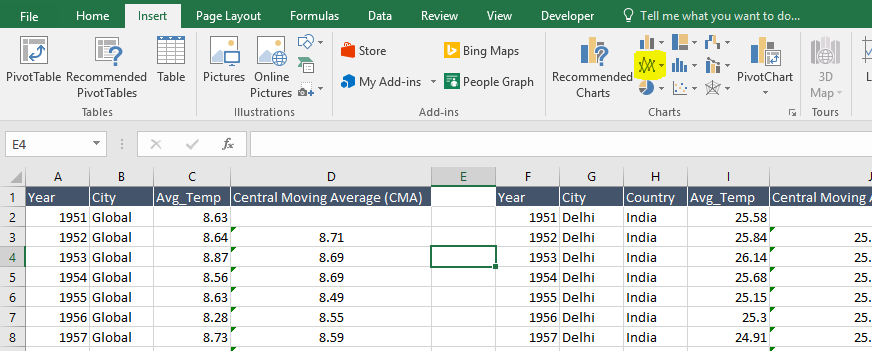 File Home Insert Page Layout Formulas Data Review View Developer Tell me what you want to do...
PivotTable Recommended PivotTables Table Pictures Online Pictures Store My Add-ins Bing Maps People Graph Recommended Charts PivotChart 3D Map L
Tables Illustrations Add-ins Charts Tours
E4 fx
A B C D E F G H I J
1 Year City Avg_Temp Central Moving Average (CMA) Year City Country Avg_Temp Central Moving A
2 1951 Global 8.63 1951 Delhi India 25.58
3 1952 Global 8.64 8.71 1952 Delhi India 25.84 25.
4 1953 Global 8.87 8.69 1953 Delhi India 26.14 25.
5 1954 Global 8.56 8.69 1954 Delhi India 25.68 25.
6 1955 Global 8.63 8.49 1955 Delhi India 25.15 25.
7 1956 Global 8.28 8.55 1956 Delhi India 25.3 25.
8 1957 Global 8.73 8.59 1957 Delhi India 24.91 25.